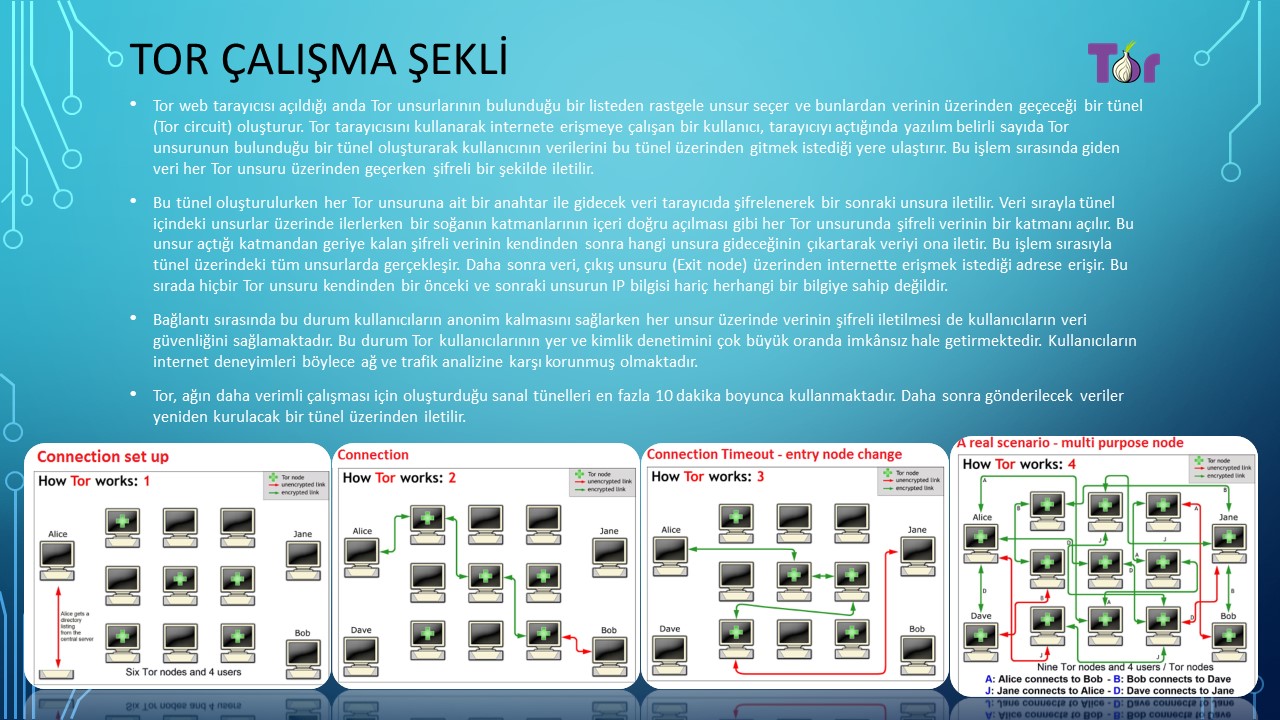 TOR ÇALIŞMA ŞEKLİ
Tor
• Tor web tarayıcısı açıldığı anda Tor unsurlarının bulunduğu bir listeden rastgele unsur seçer ve bunlardan verinin üzerinden geçeceği bir tünel
(Tor circuit) oluşturur. Tor tarayıcısını kullanarak internete erişmeye çalışan bir kullanıcı, tarayıcıyı açtığında yazılım belirli sayıda Tor
unsurunun bulunduğu bir tünel oluşturarak kullanıcının verilerini bu tünel üzerinden gitmek istediği yere ulaştırır. Bu işlem sırasında giden
veri her Tor unsuru üzerinden geçerken şifreli bir şekilde iletilir.
• Bu tünel oluşturulurken her Tor unsuruna ait bir anahtar ile gidecek veri tarayıcıda şifrelenerek bir sonraki unsura iletilir. Veri sırayla tünel
içindeki unsurlar üzerinde ilerlerken bir soğanın katmanlarının içeri doğru açılması gibi her Tor unsurunda şifreli verinin bir katmanı açılır. Bu
unsur açtığı katmandan geriye kalan şifreli verinin kendinden sonra hangi unsura gideceğinin çıkartarak veriyi ona iletir. Bu işlem sırasıyla
tünel üzerindeki tüm unsurlarda gerçekleşir. Daha sonra veri, çıkış unsuru (Exit node) üzerinden internette erişmek istediği adrese erişir. Bu
sırada hiçbir Tor unsuru kendinden bir önceki ve sonraki unsurun IP bilgisi hariç herhangi bir bilgiye sahip değildir.
• Bağlantı sırasında bu durum kullanıcıların anonim kalmasını sağlarken her unsur üzerinde verinin şifreli iletilmesi de kullanıcıların veri
güvenliğini sağlamaktadır. Bu durum Tor kullanıcılarının yer ve kimlik denetimini çok büyük oranda imkânsız hale getirmektedir. Kullanıcıların
internet deneyimleri böylece ağ ve trafik analizine karşı korunmuş olmaktadır.
• Tor, ağın daha verimli çalışması için oluşturduğu sanal tünelleri en fazla 10 dakika boyunca kullanmaktadır. Daha sonra gönderilecek veriler
yeniden kurulacak bir tünel üzerinden iletilir.
Connection set up
How Tor works: 1
Tor node
unencrypted link
encrypted link
Alice
Jane
Alice gets a
directory
listing
from the
central server
Bob
Six Tor nodes and 4 users
Connection
How Tor works: 2
Tor node
unencrypted link
encrypted link
Alice
Jane
Dave
Bob
Connection Timeout - entry node change
How Tor works: 3
Tor node
unencrypted link
encrypted link
Alice
Jane
Dave
Bob
A real scenario - multi purpose node
How Tor works: 4
Tor node
unencrypted link
encrypted link
Alice
Jane
Dave
Bob
Nine Tor nodes and 4 users / Tor nodes
A: Alice connects to Bob - B: Bob connects to Dave
J: Jane connects to Alice - D: Dave connects to Jane